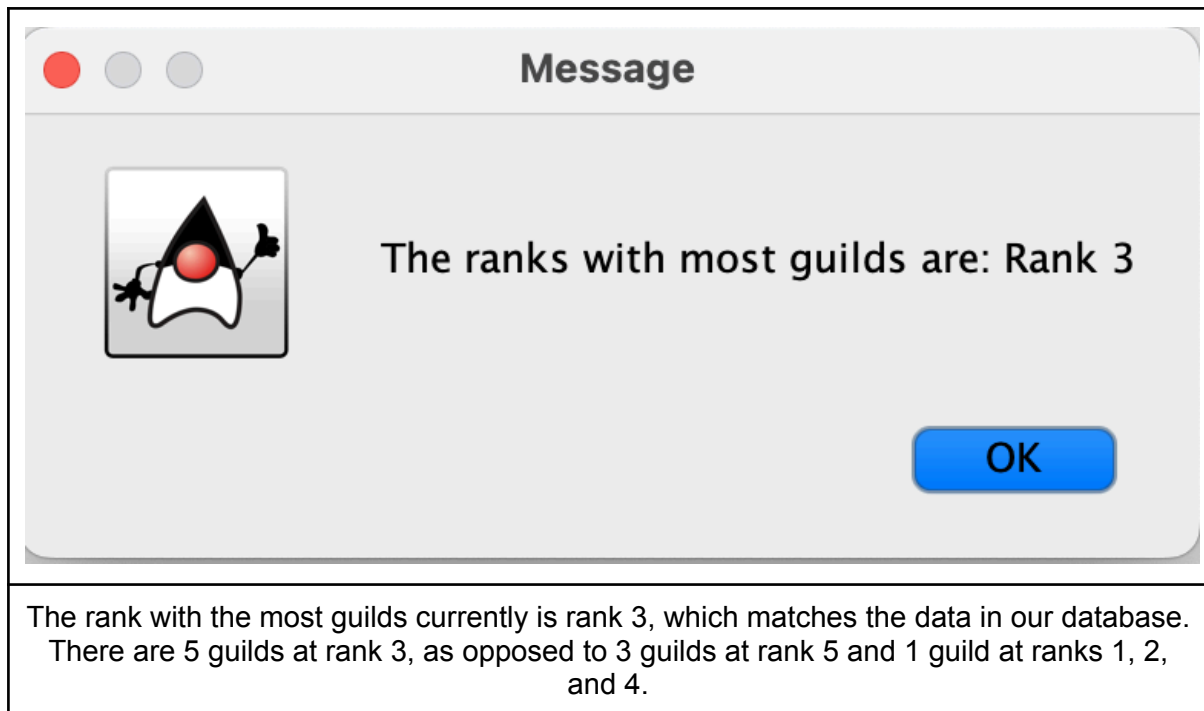 Message
The ranks with most guilds are: Rank 3
OK
The rank with the most guilds currently is rank 3, which matches the data in our database.
There are 5 guilds at rank 3, as opposed to 3 guilds at rank 5 and 1 guild at ranks 1, 2,
and 4.